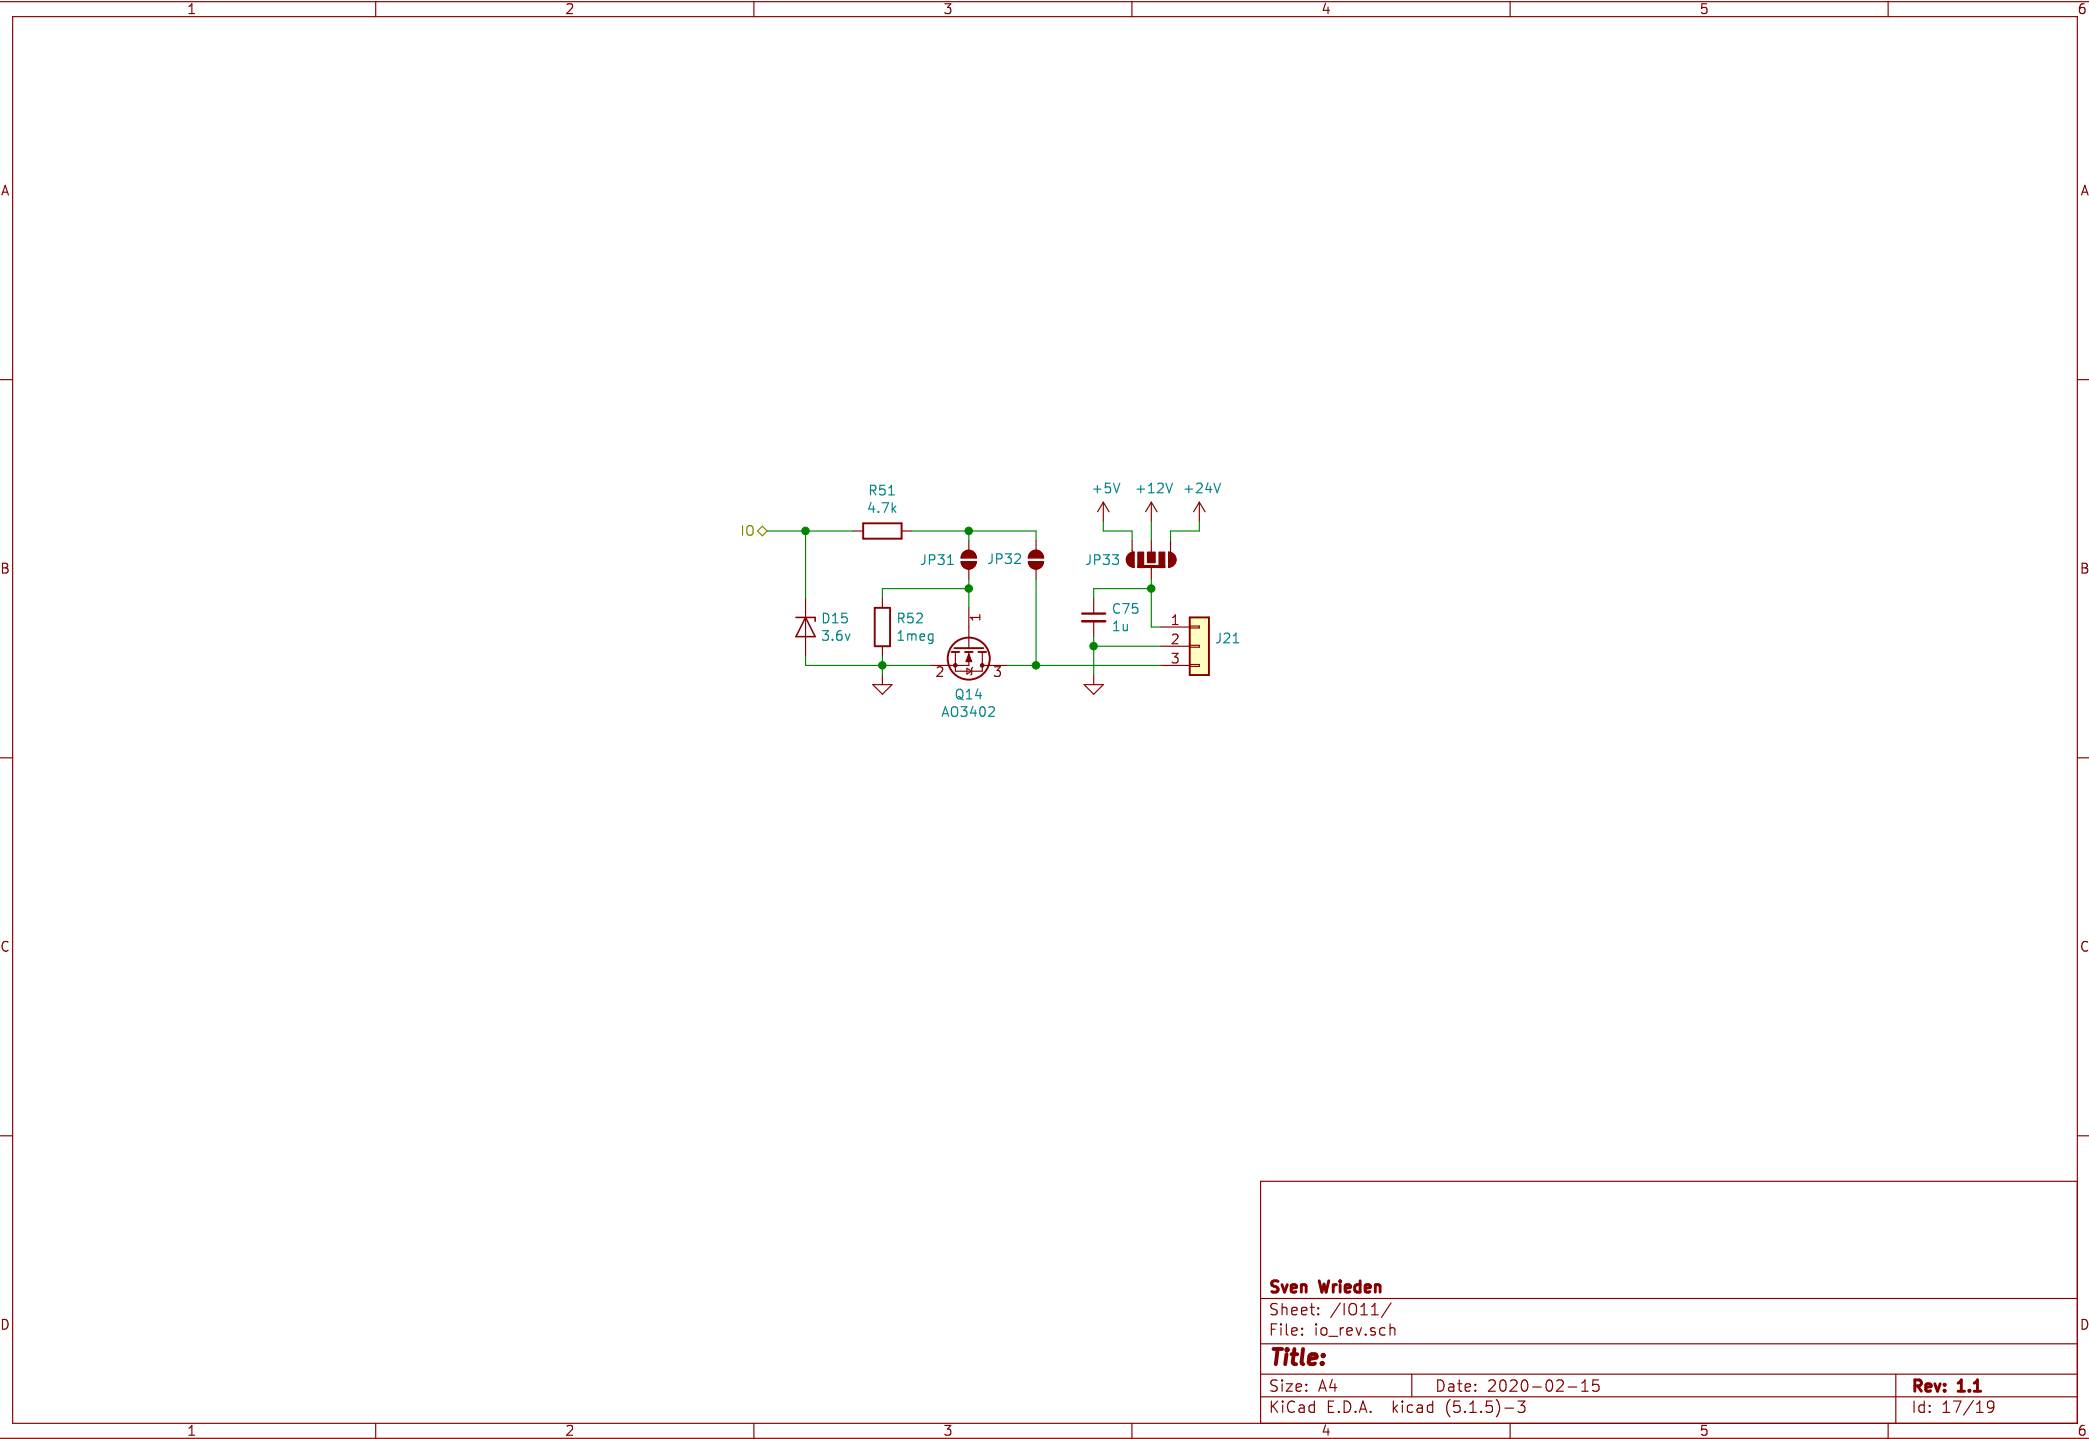 1 2 3 4 5 6
A A
+5V +12V +24V
R51
4.7k
IO
JP31 JP32 JP33
B B
C75
1u
D15
3.6v
R52
1meg
1
1
2
3
J21
2 3
Q14
AO3402
C C
Sven Wrieden
Sheet: /IO11/
File: io_rev.sch
D D
Title:
Size: A4 Date: 2020-02-15 Rev: 1.1
KiCad E.D.A. kicad (5.1.5)-3 Id: 17/19
1 2 3 4 5 6